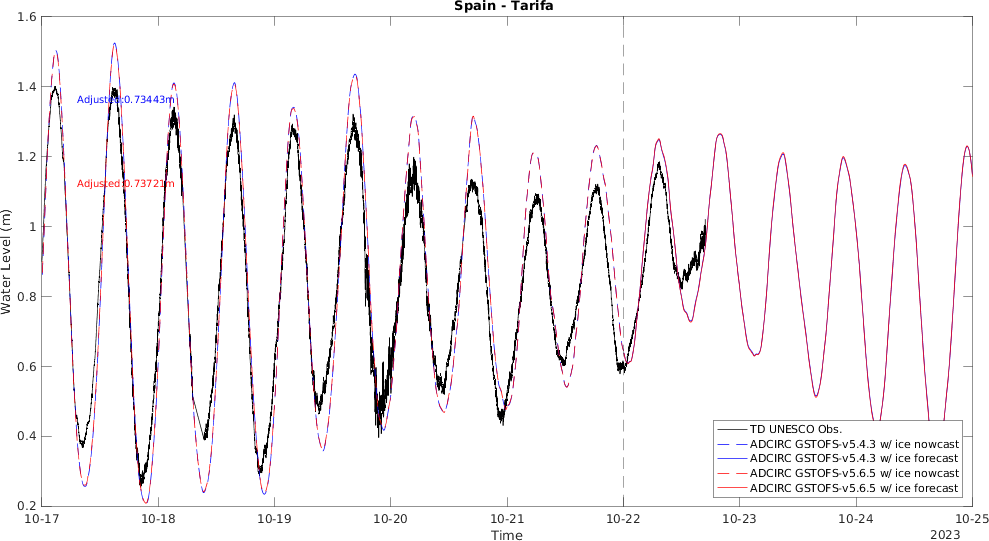 Spain - Tarifa
Water Level (m)
1.6
1.4
1.2
1
0.8
0.6
0.4
0.2
Adjusted:0.73443m
Adjusted:0.73721m
TD UNESCO Obs.
ADCIRC GSTOFS-v5.4.3 w/ ice nowcast
ADCIRC GSTOFS-v5.4.3 w/ ice forecast
ADCIRC GSTOFS-v5.6.5 w/ ice nowcast
ADCIRC GSTOFS-v5.6.5 w/ ice forecast
10-17 10-18 10-19 10-20 10-21 10-22 10-23 10-24 10-25
Time
2023